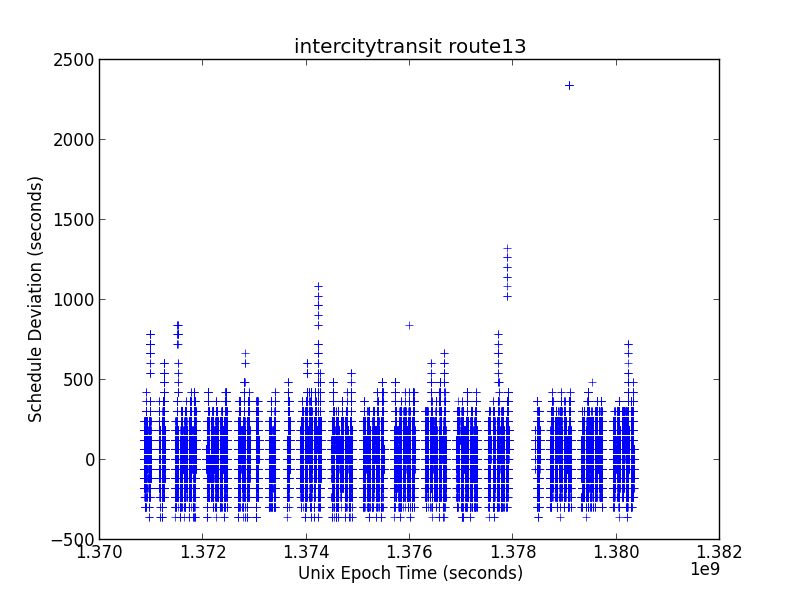 intercitytransit route13
Schedule Deviation (seconds)
2500
2000
1500
1000
500
0
−500
1.370 1.372 1.374 1.376 1.378 1.380 1.382
1e9
Unix Epoch Time (seconds)